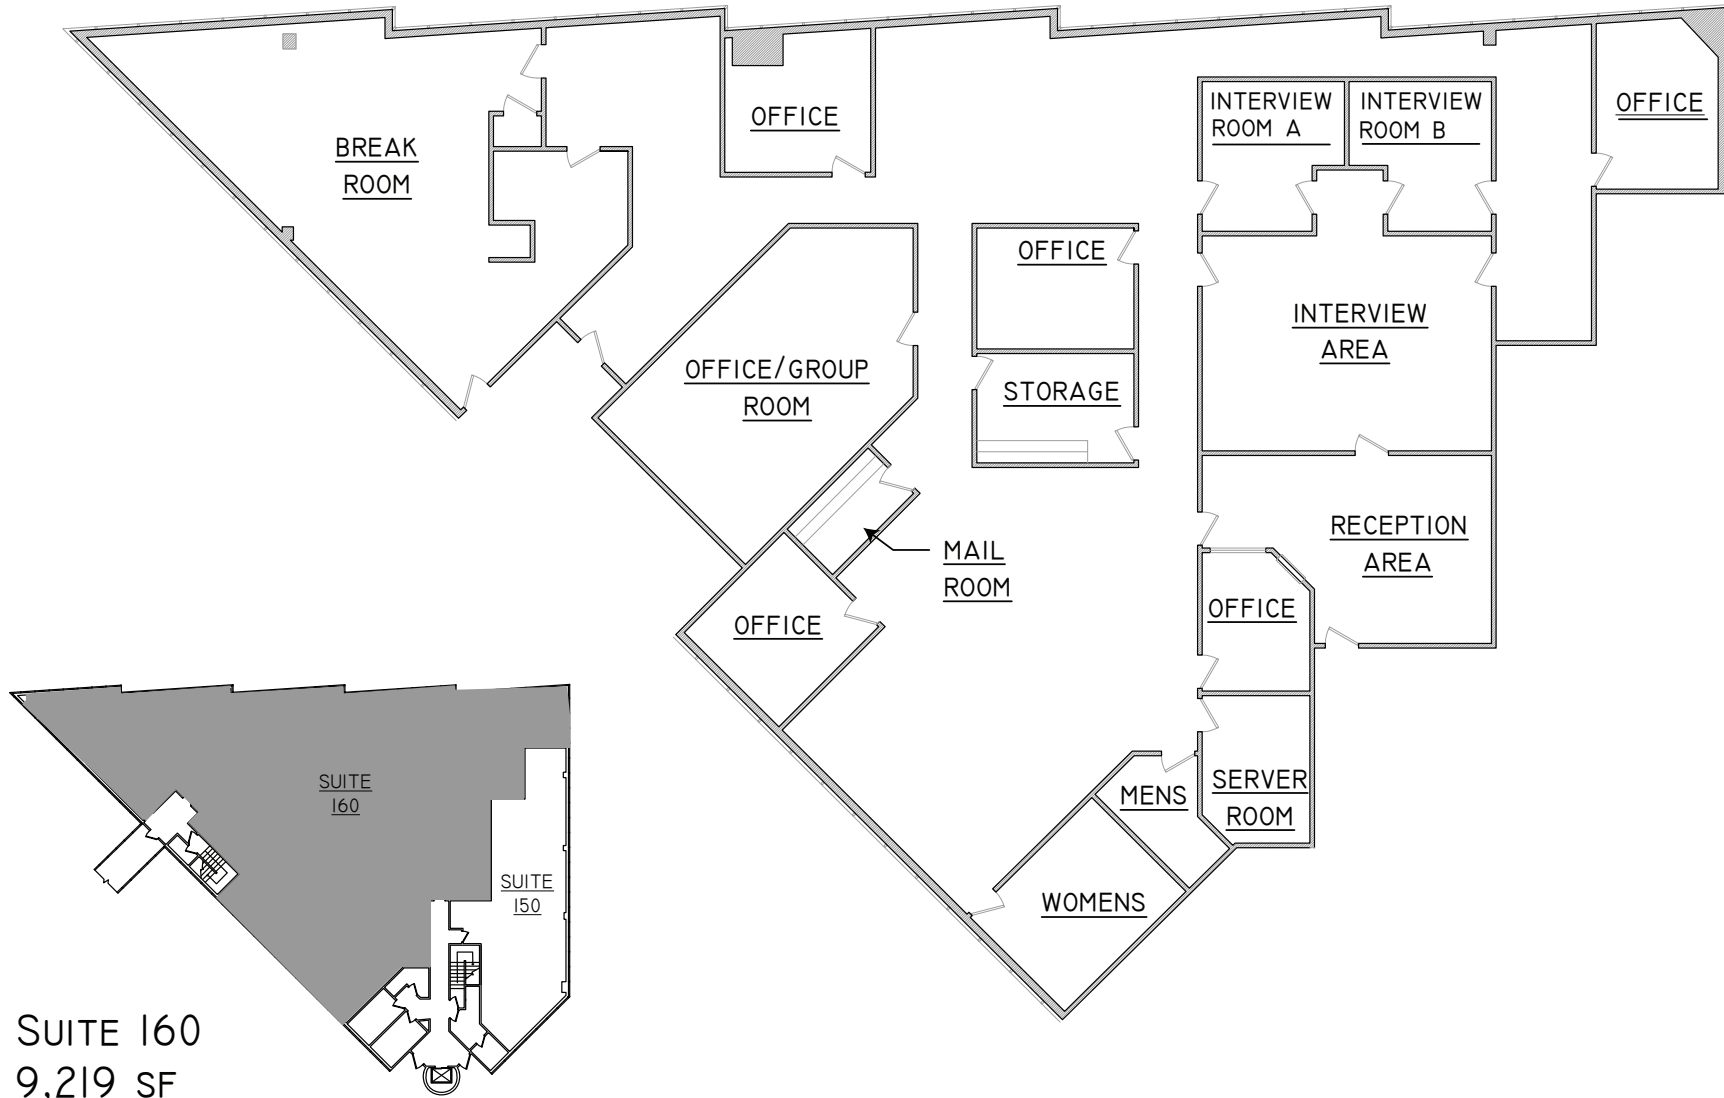 OFFICE
INTERVIEW
ROOM A
INTERVIEW
ROOM B
OFFICE
BREAK
ROOM
OFFICE
INTERVIEW
AREA
OFFICE/GROUP
ROOM
STORAGE
RECEPTION
AREA
MAIL
ROOM
OFFICE
OFFICE
SERVER
ROOM
MENS
WOMENS
SUITE
160
SUITE
150
SUITE 160
9,219 SF